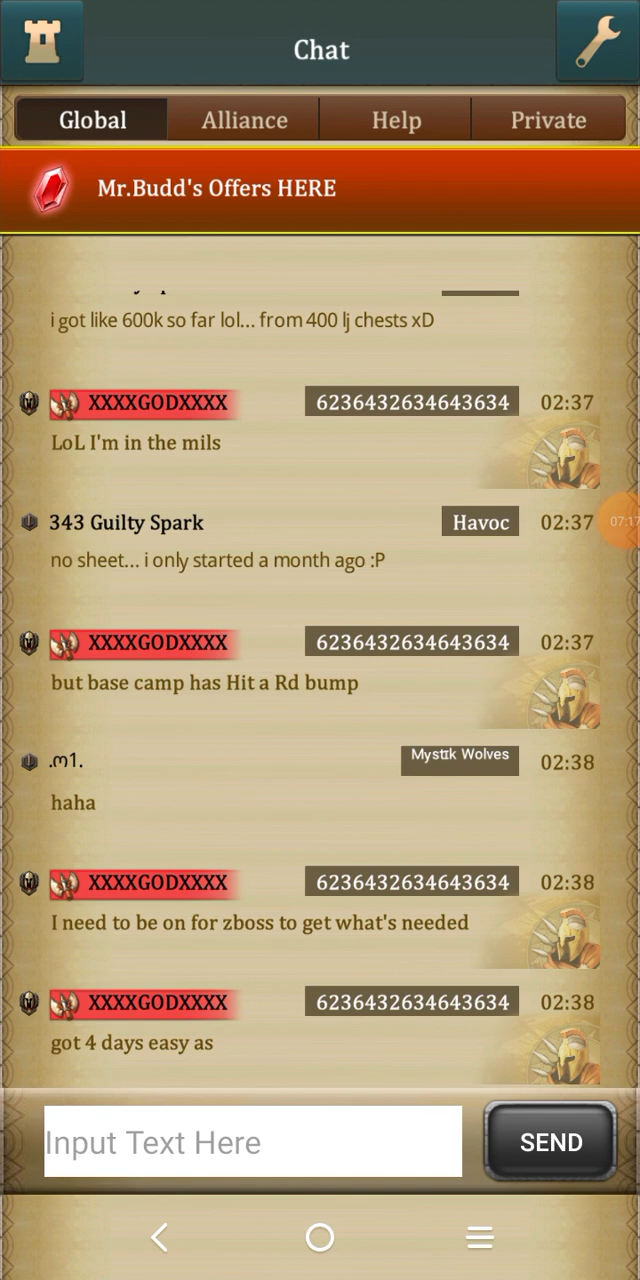 Chat
Global
Alliance
Help
Private
Mr.Budd's Offers HERE
i got like 600k so far lol... from 400 lj chests xD
XXXXGODXXXX 6236432634643634 02:37
LoL I'm in the mils
343 Guilty Spark Havoc 02:37
07:17
no sheet... i only started a month ago :P
XXXXGODXXXX 6236432634643634 02:37
but base camp has Hit a Rd bump
.ო1. Mystɪk Wolves 02:38
haha
XXXXGODXXXX 6236432634643634 02:38
I need to be on for zboss to get what's needed
XXXXGODXXXX 6236432634643634 02:38
got 4 days easy as
Input Text Here
SEND